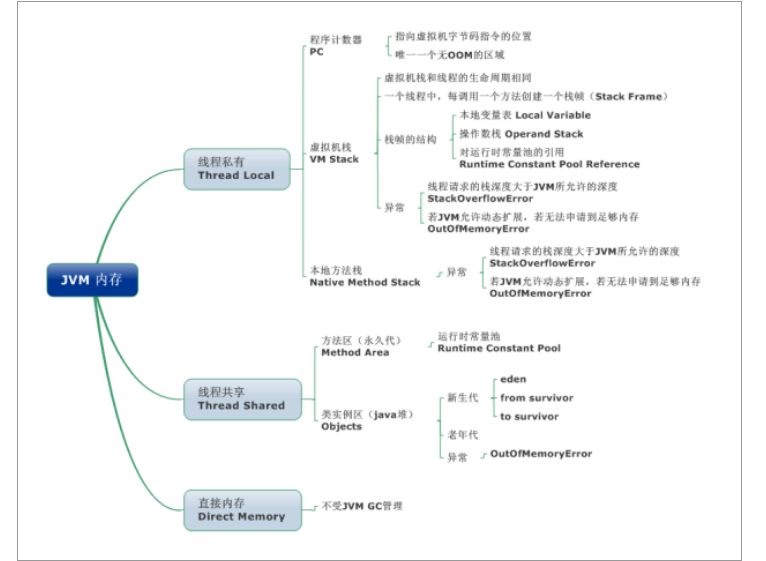 JVM 内存
线程私有
Thread Local
程序计数器
PC
指向虚拟机字节码指令的位置
唯一一个无OOM的区域
虚拟机栈
VM Stack
虚拟机栈和线程的生命周期相同
一个线程中，每调用一个方法创建一个栈帧（Stack Frame）
栈帧的结构
本地变量表 Local Variable
操作数栈 Operand Stack
对运行时常量池的引用
Runtime Constant Pool Reference
异常
线程请求的栈深度大于JVM所允许的深度
StackOverflowError
若JVM允许动态扩展，若无法申请到足够内存
OutOfMemoryError
本地方法栈
Native Method Stack
异常
线程请求的栈深度大于JVM所允许的深度
StackOverflowError
若JVM允许动态扩展，若无法申请到足够内存
OutOfMemoryError
线程共享
Thread Shared
方法区（永久代）
Method Area
运行时常量池
Runtime Constant Pool
类实例区（java堆）
Objects
新生代
eden
from survivor
to survivor
老年代
异常
OutOfMemoryError
直接内存
Direct Memory
不受JVM GC管理